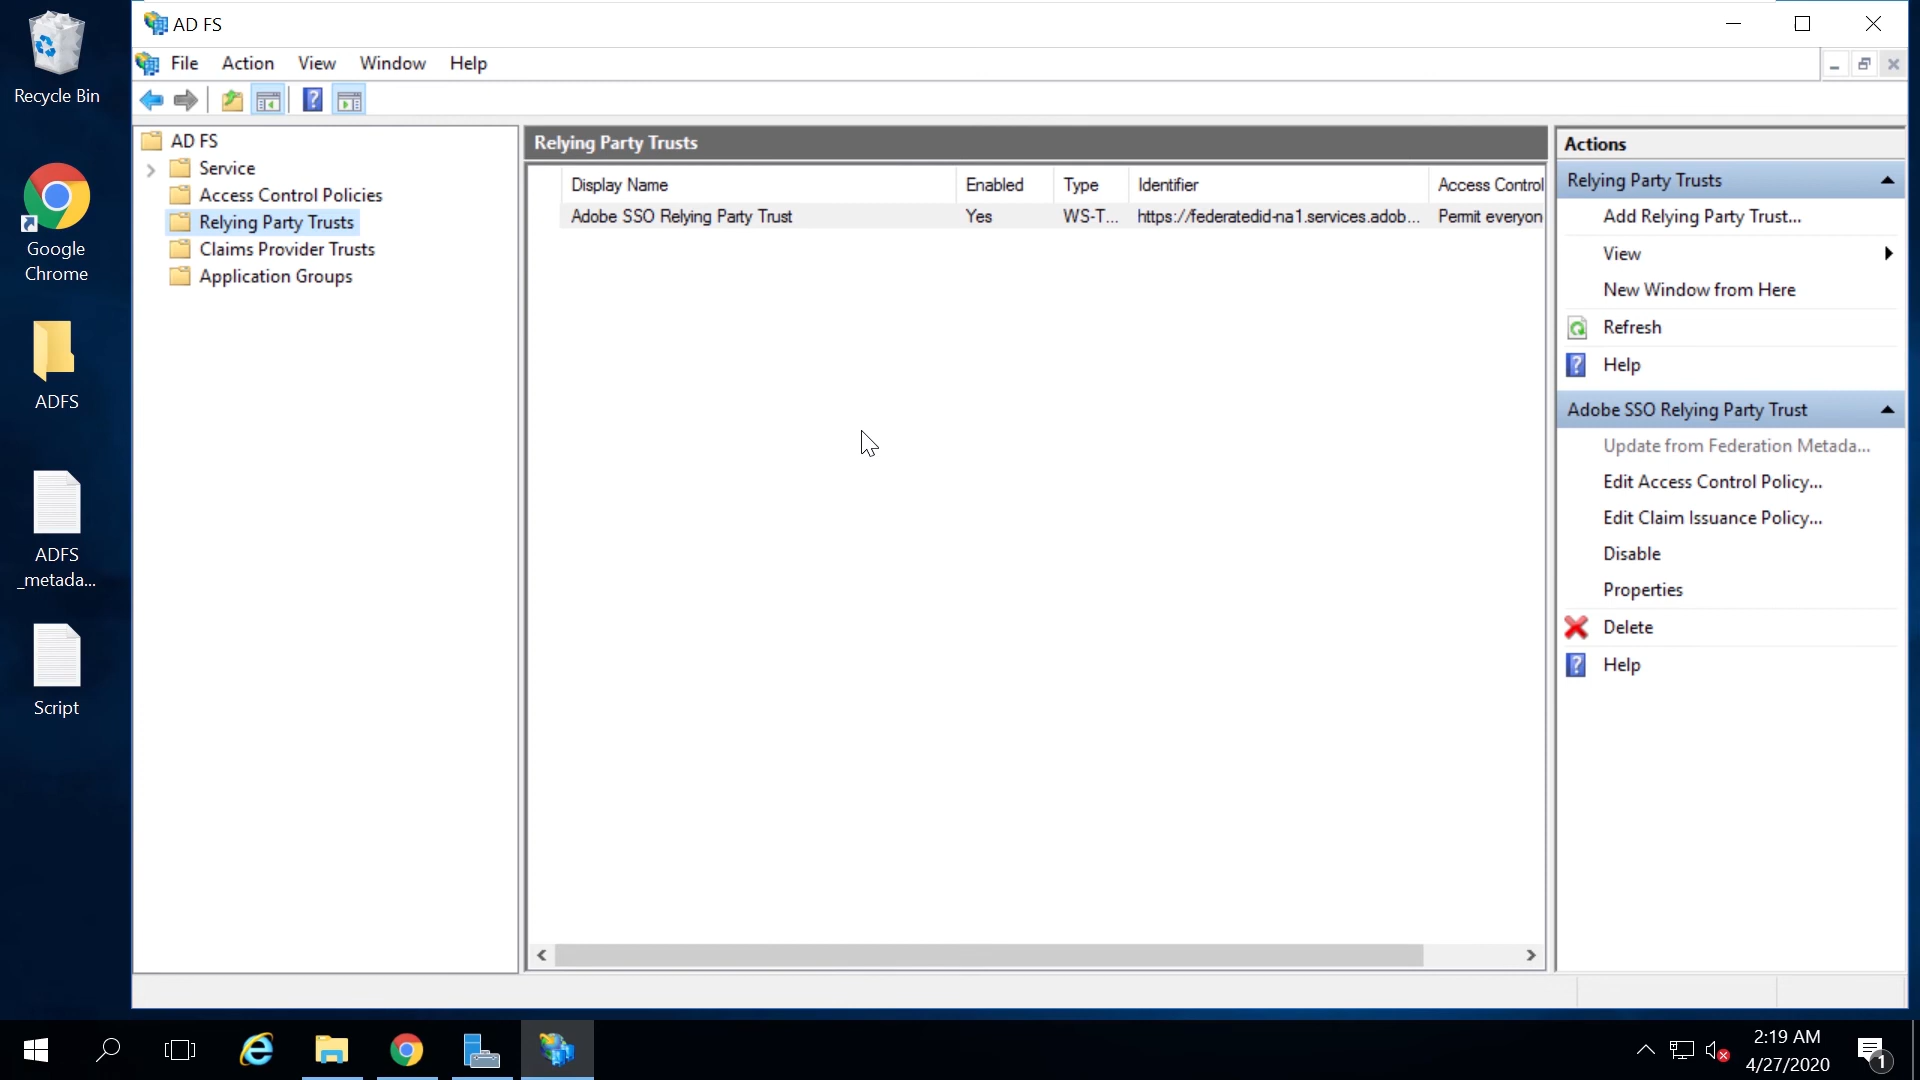 Recycle Bin
Google
Chrome
ADFS
ADFS
_metada...
Script
AD FS
File Action View Window Help
AD FS
Service
Access Control Policies
Relying Party Trusts
Claims Provider Trusts
Application Groups
Relying Party Trusts
Display Name Enabled Type Identifier Access Control
Adobe SSO Relying Party Trust Yes WS-T... https://federatedid-na1.services.adob... Permit everyon
Actions
Relying Party Trusts
Add Relying Party Trust...
View
New Window from Here
Refresh
Help
Adobe SSO Relying Party Trust
Update from Federation Metada...
Edit Access Control Policy...
Edit Claim Issuance Policy...
Disable
Properties
Delete
Help
2:19 AM
4/27/2020
1